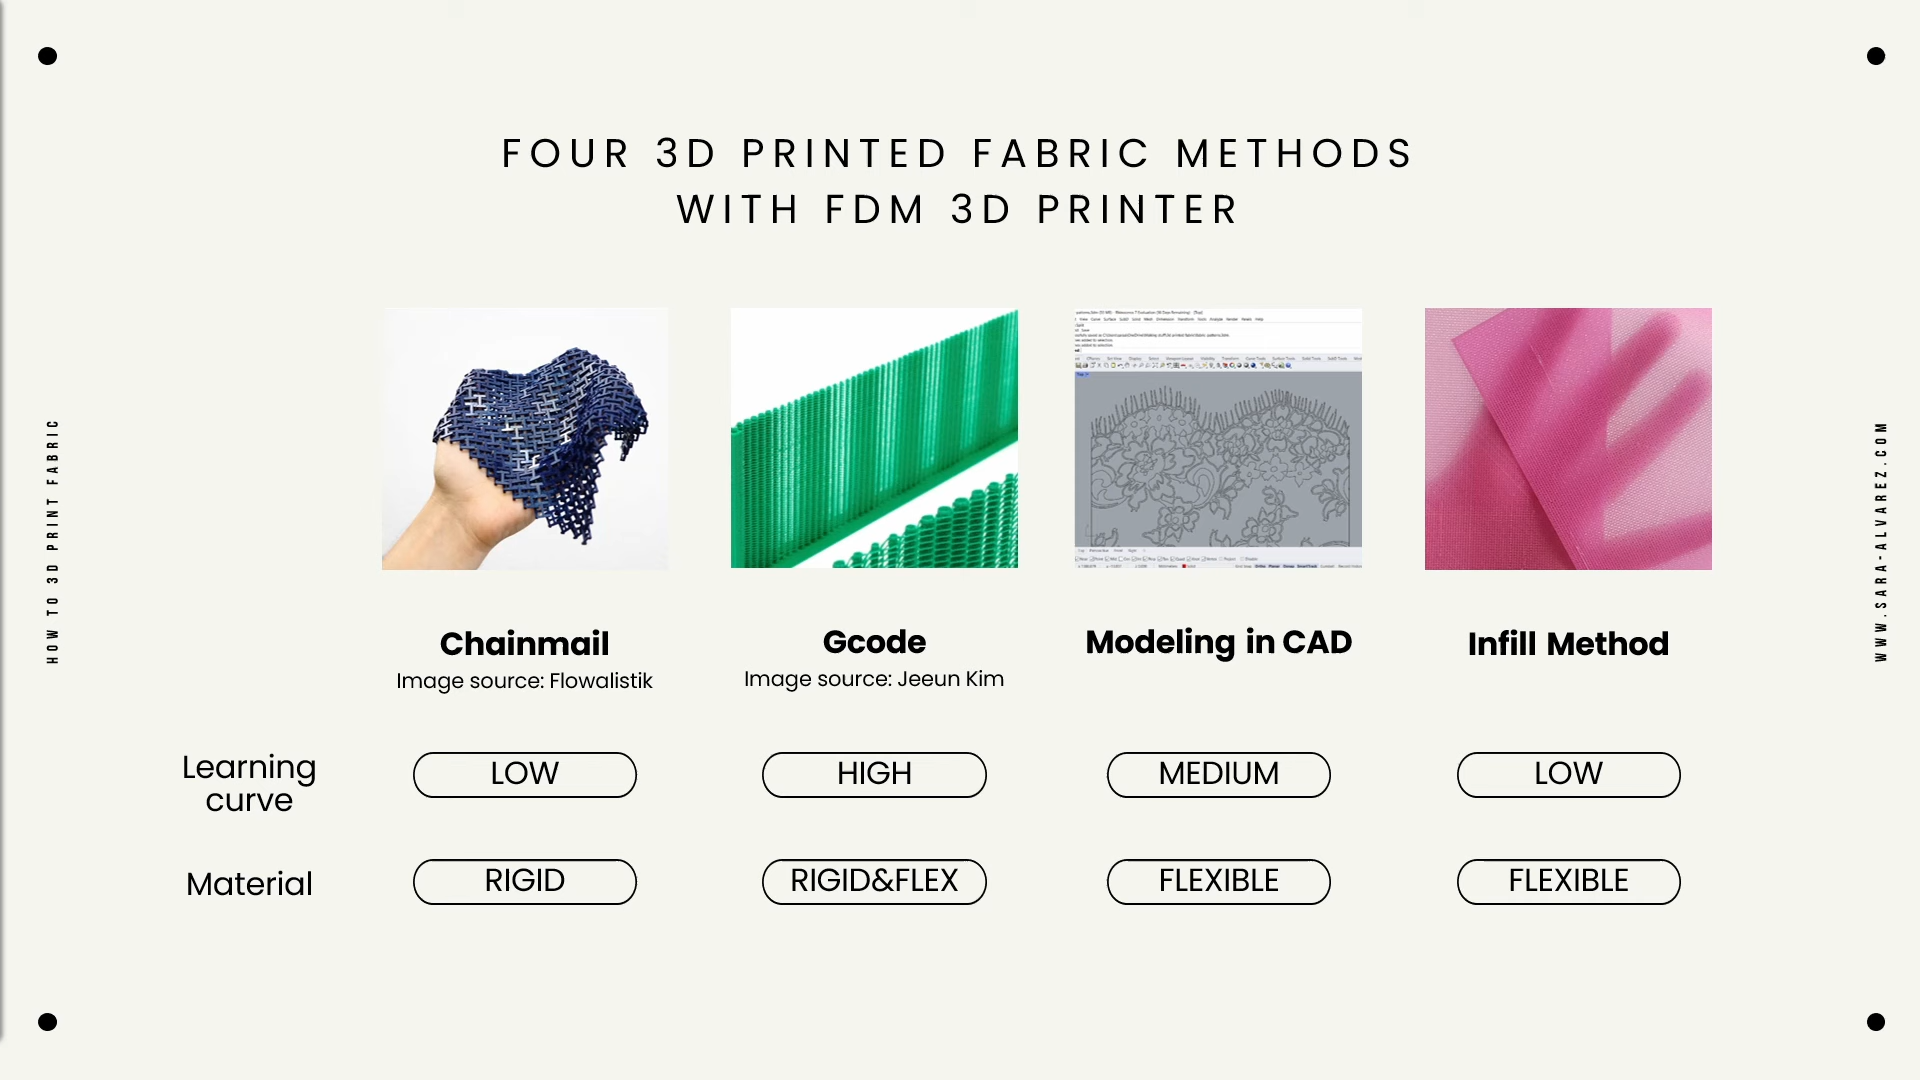 FOUR 3D PRINTED FABRIC METHODS
WITH FDM 3D PRINTER
HOW TO 3D PRINT FABRIC
WWW.SARA-ALVAREZ.COM
Chainmail
Image source: Flowalistik
Gcode
Image source: Jeeun Kim
Modeling in CAD
Infill Method
Learning
curve
LOW
HIGH
MEDIUM
LOW
Material
RIGID
RIGID&FLEX
FLEXIBLE
FLEXIBLE